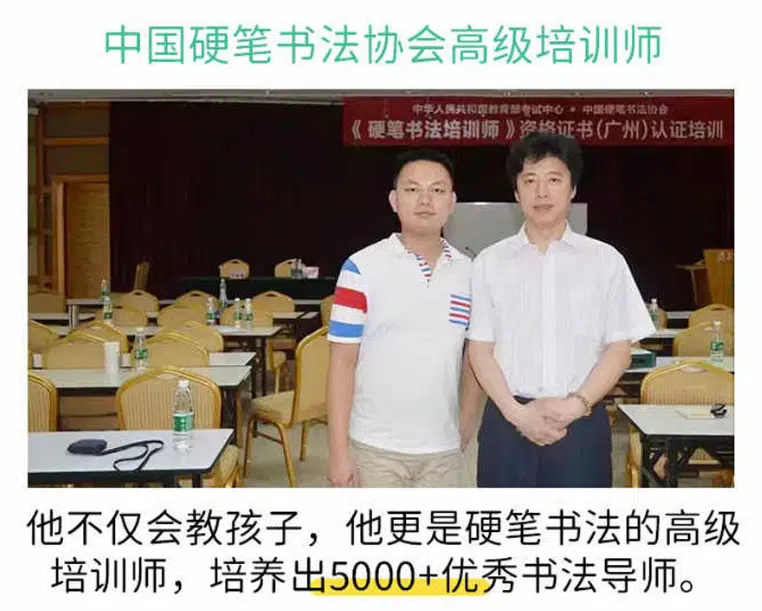 中国硬笔书法协会高级培训师
中华人民共和国教育部考试中心 • 中国硬笔书法协会
《硬笔书法培训师》资格证书(广州)认证培训
他不仅会教孩子，他更是硬笔书法的高级
培训师，培养出5000+优秀书法导师。